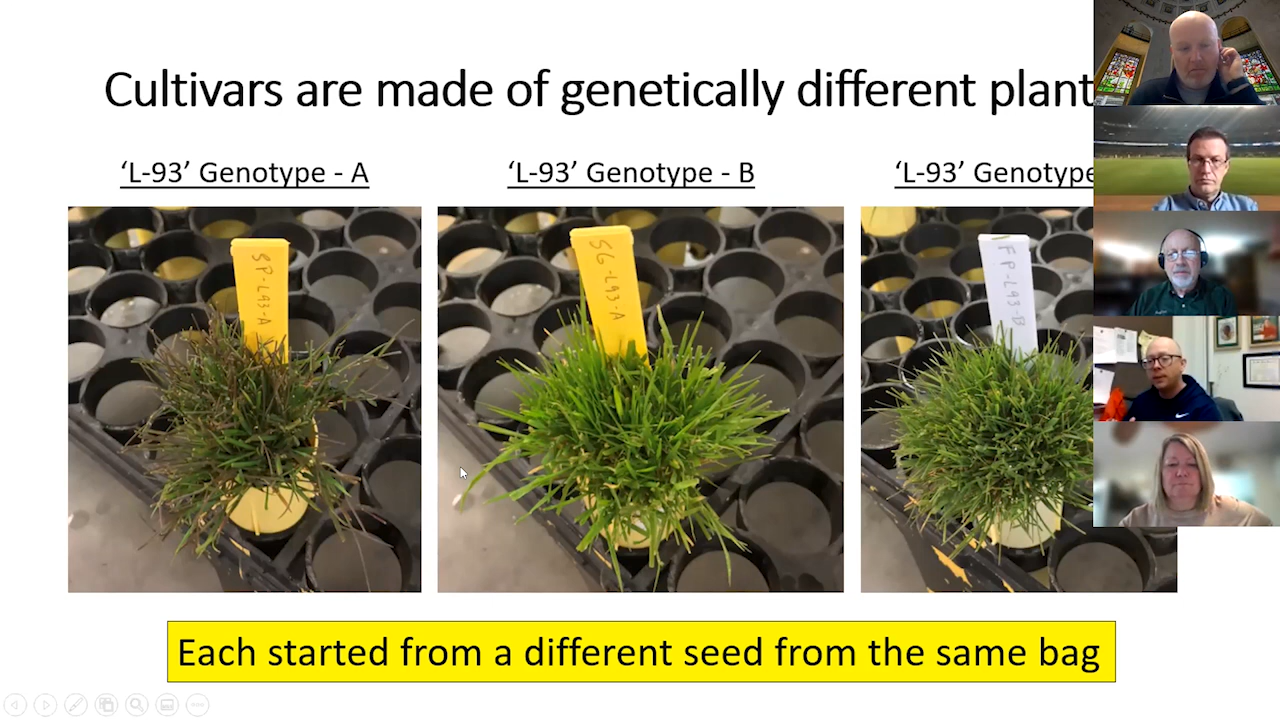 Cultivars are made of genetically different plant
‘L-93’ Genotype - A
‘L-93’ Genotype - B
‘L-93’ Genotype
SP-L93-A
SG-L93-A
FP-L93-B
Each started from a different seed from the same bag